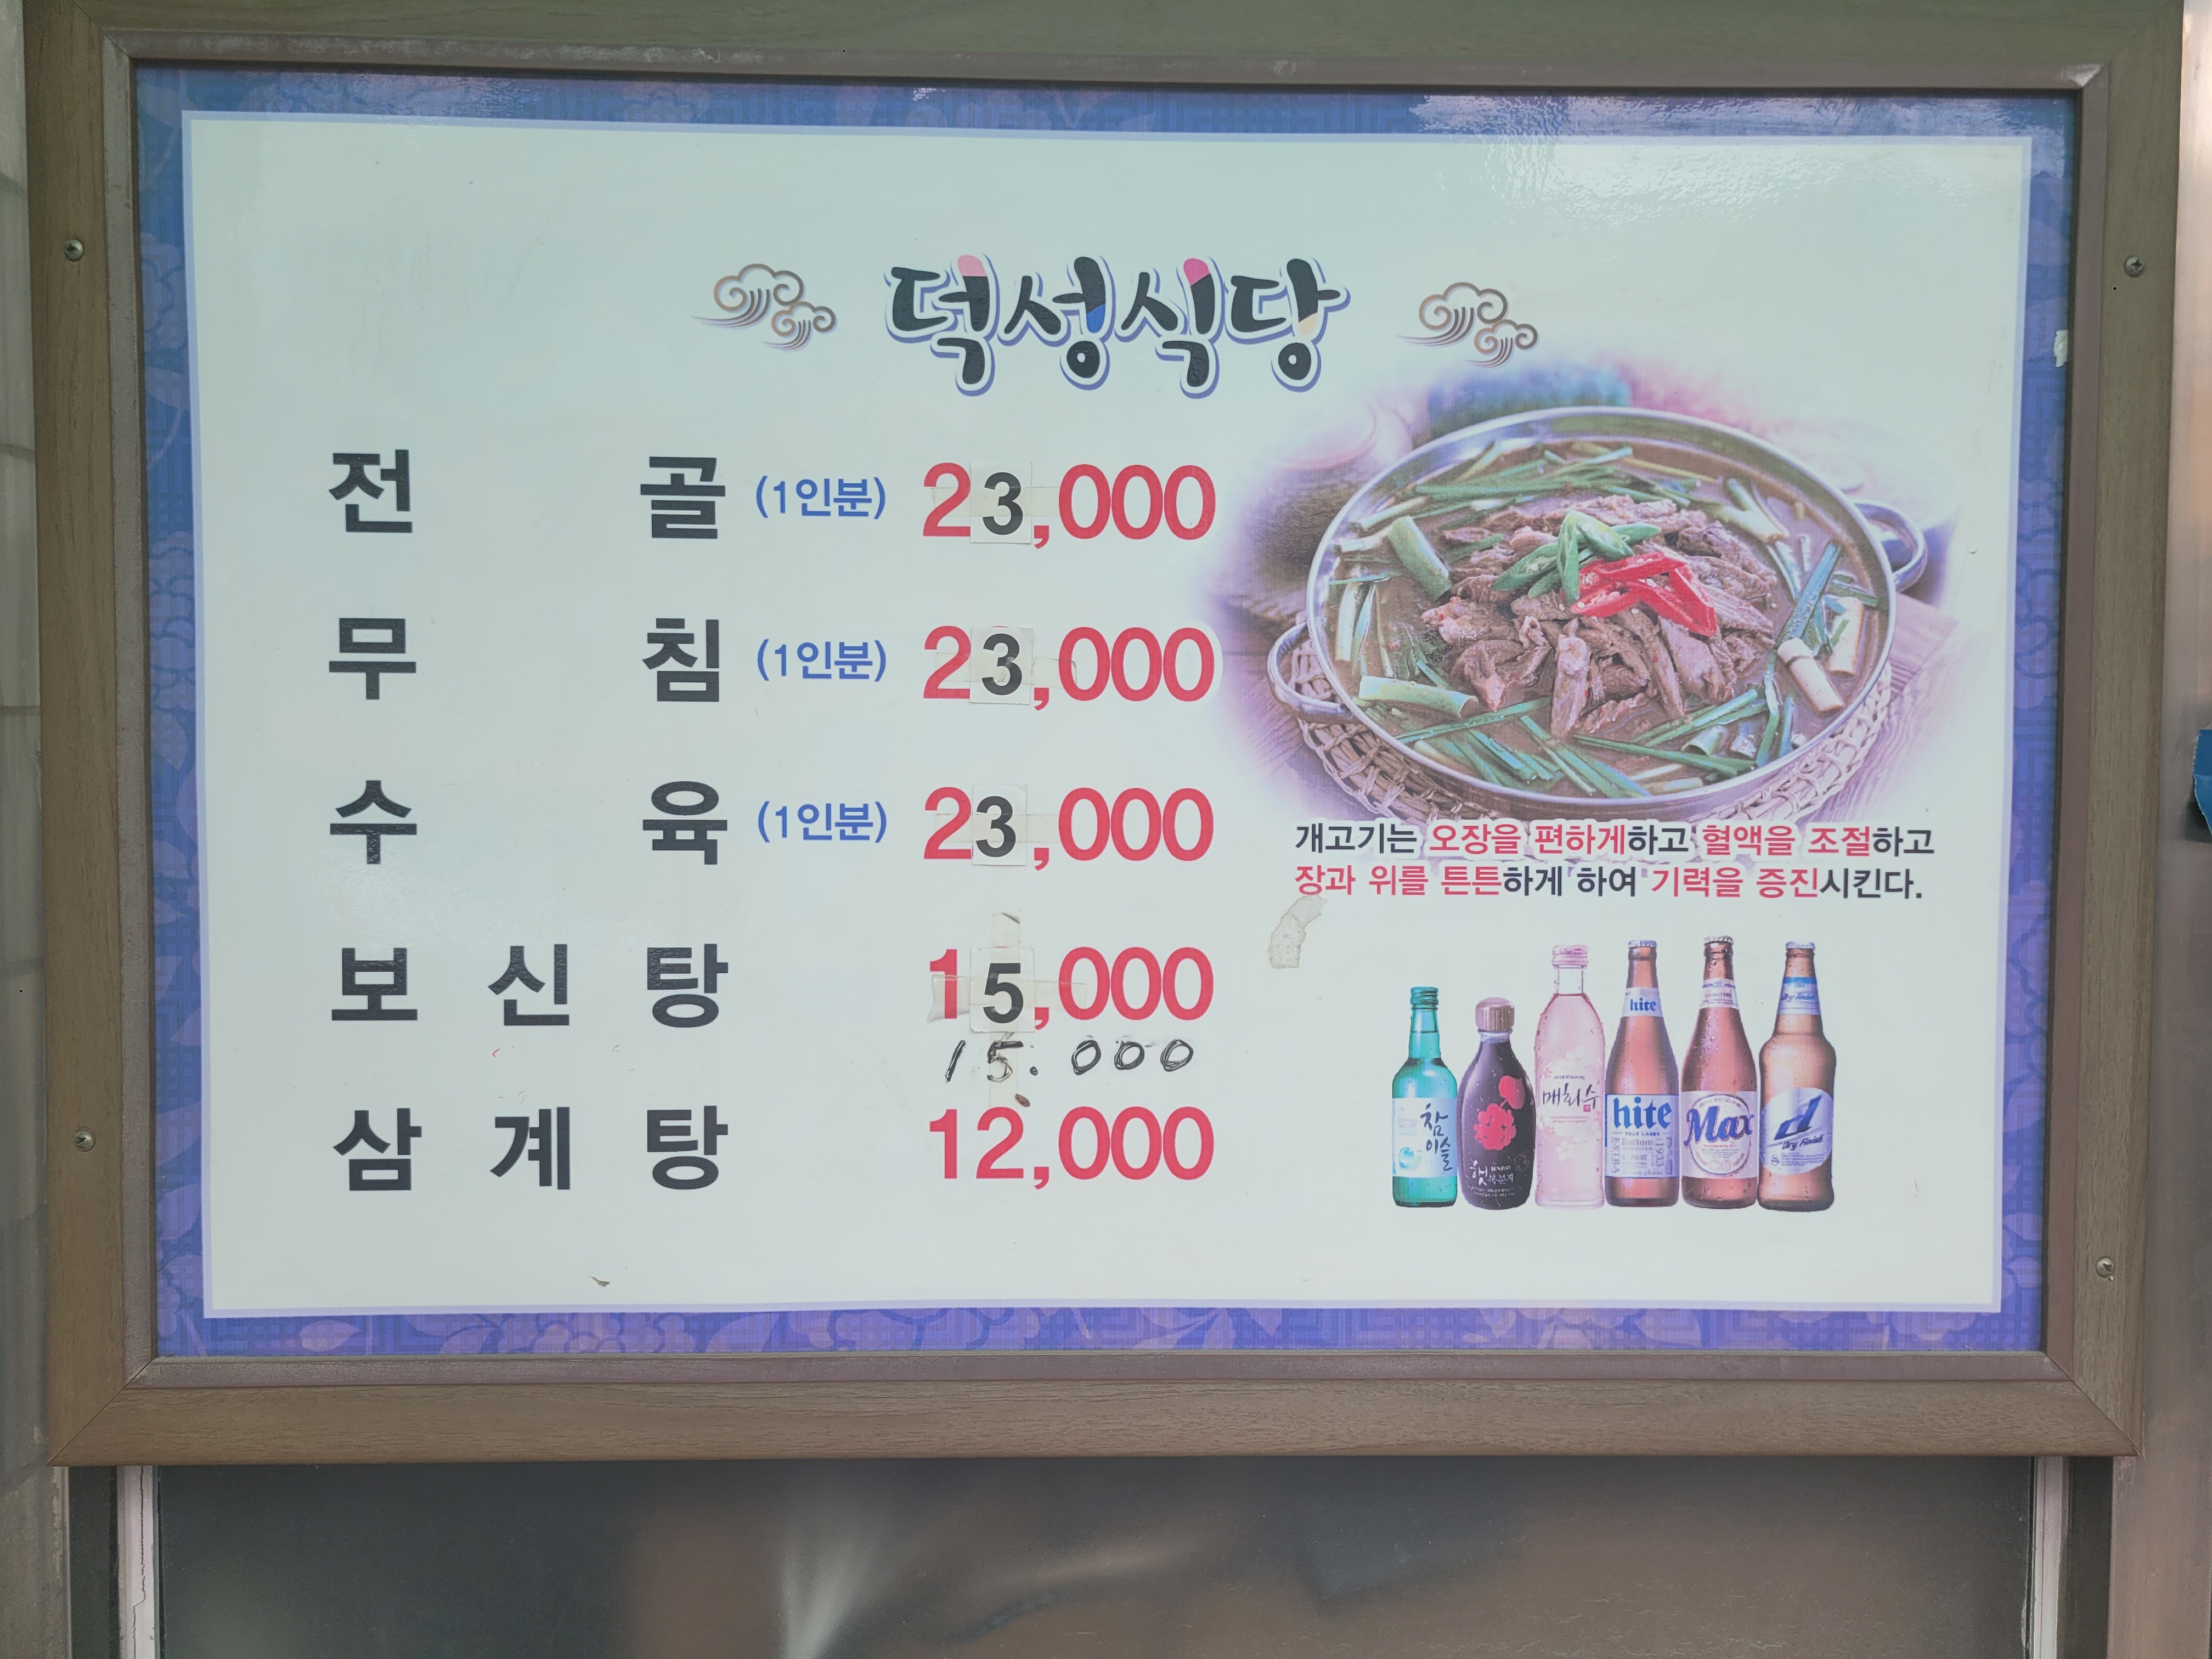 덕성식당
전골 (1인분) 23,000
무침 (1인분) 23,000
수육 (1인분) 23,000
보신탕 15,000
15.000
삼계탕 12,000
개고기는 오장을 편하게하고 혈액을 조절하고
장과 위를 튼튼하게 하여 기력을 증진시킨다.
참이슬
매화수
hite
hite
Max
d
Dry Finish